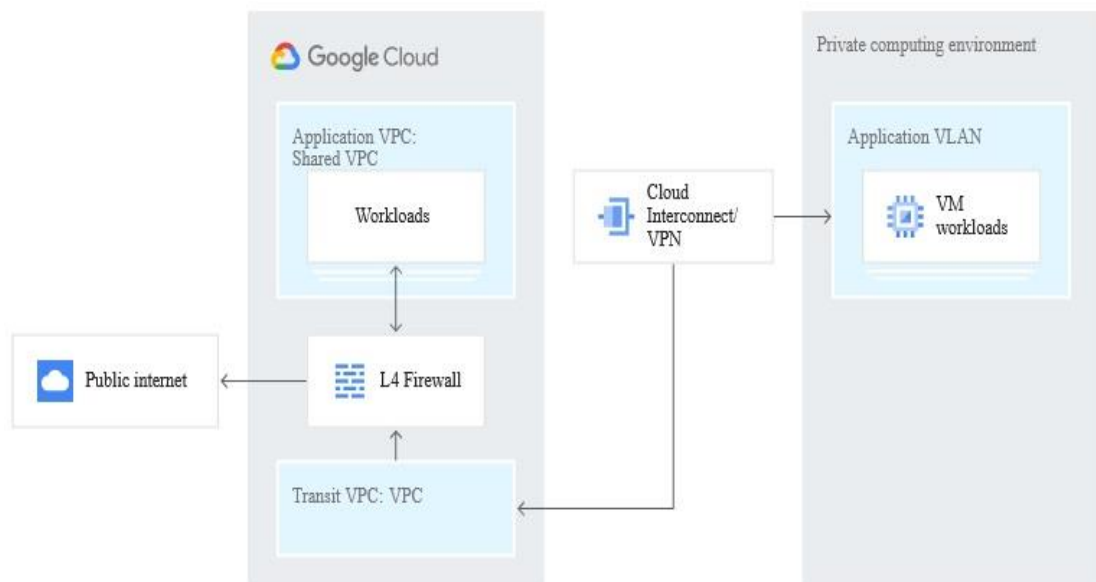 Google Cloud
Private computing environment
Application VPC:
Shared VPC
Workloads
Cloud
Interconnect/
VPN
Application VLAN
VM
workloads
Public internet
L4 Firewall
Transit VPC: VPC